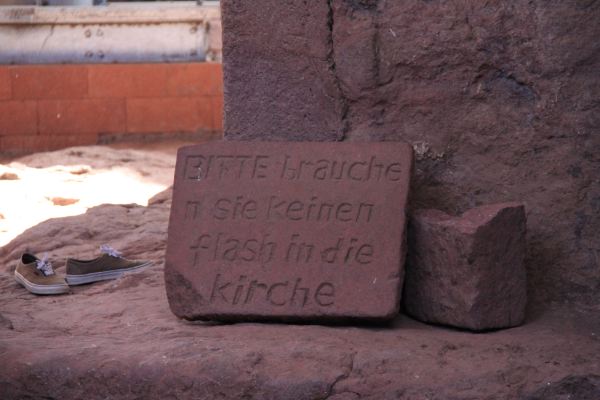 BITTE brauche
n sie keinen
flash in die
kirche